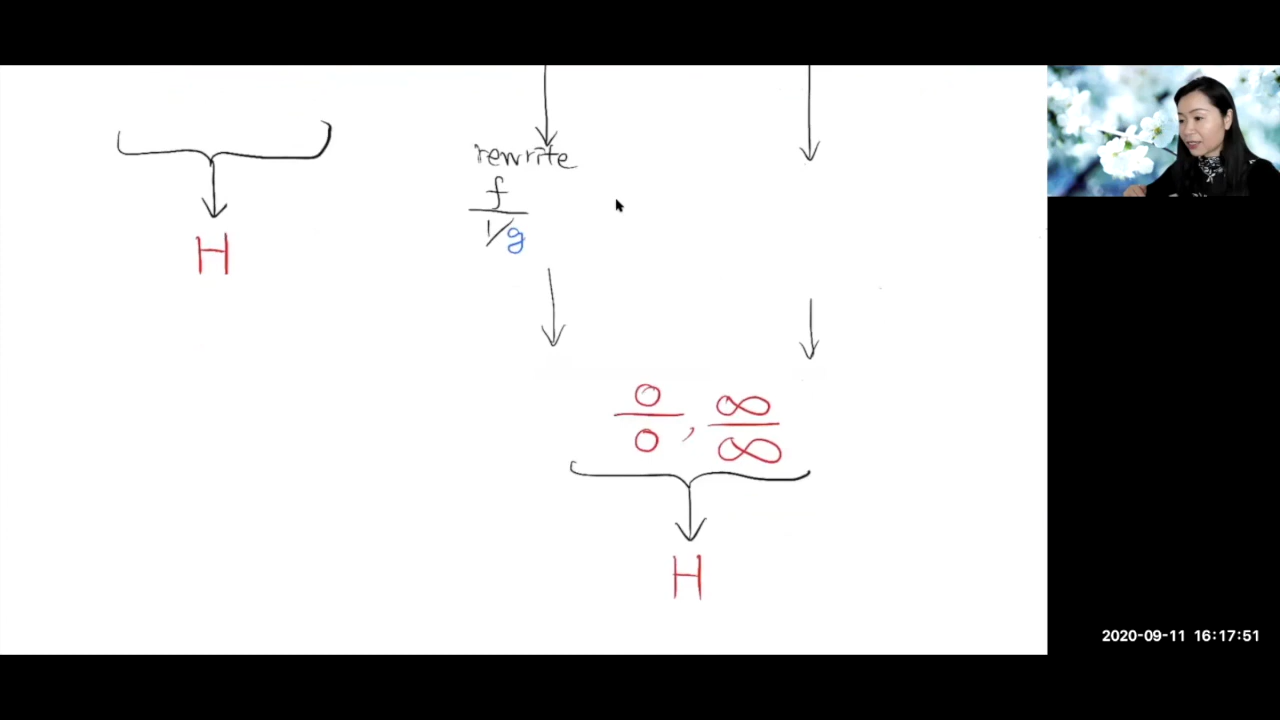 rewrite
f
1/g
H
0/0 , ∞/∞
H
2020-09-11 16:17:51